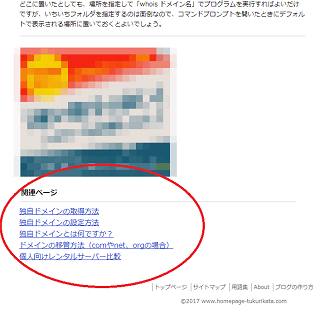 どこに置いたとしても、場所を指定して「whois ドメイン名」でプログラムを実行すればよいだけ
ですが、いちいちフォルダを指定するのは面倒なので、コマンドプロンプトを開いたときにデフォル
トで表示される場所に置いておくとよいでしょう。
関連ページ
独自ドメインの取得方法
独自ドメインの設定方法
独自ドメインとは何ですか？
ドメインの移管方法（comやnet、orgの場合）
個人向けレンタルサーバー比較
| トップページ | サイトマップ | 用語集 | About | ブログの作り方
©2017 www.homepage-tukurikata.com